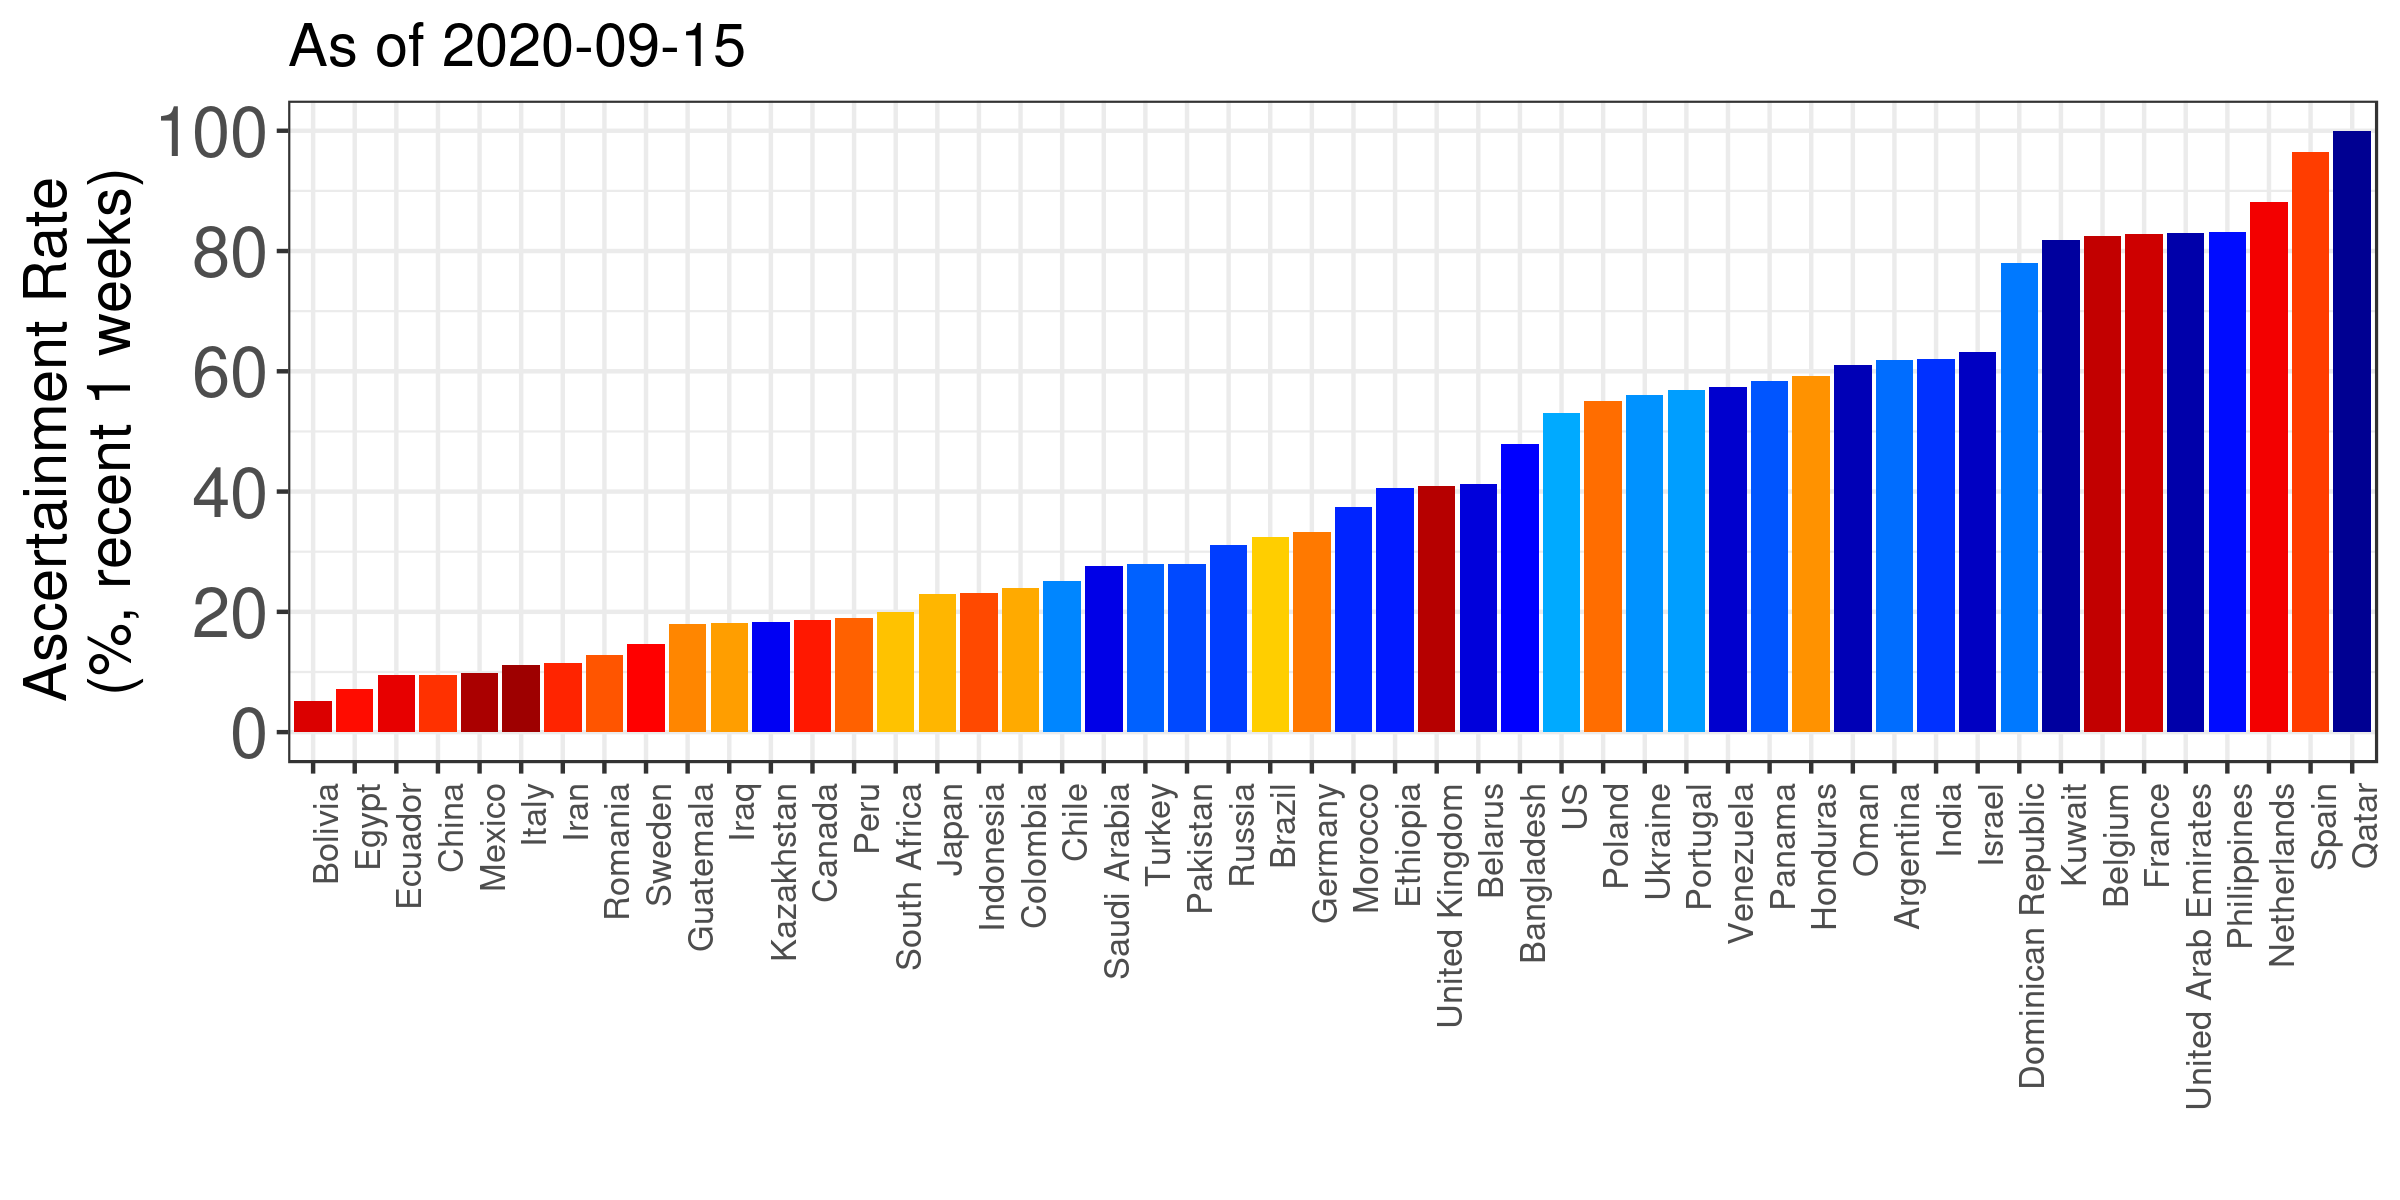 As of 2020-09-15
Ascertainment Rate
(%, recent 1 weeks)
100
80
60
40
20
0
Bolivia
Egypt
Ecuador
China
Mexico
Italy
Iran
Romania
Sweden
Guatemala
Iraq
Kazakhstan
Canada
Peru
South Africa
Japan
Indonesia
Colombia
Chile
Saudi Arabia
Turkey
Pakistan
Russia
Brazil
Germany
Morocco
Ethiopia
United Kingdom
Belarus
Bangladesh
US
Poland
Ukraine
Portugal
Venezuela
Panama
Honduras
Oman
Argentina
India
Israel
Dominican Republic
Kuwait
Belgium
France
United Arab Emirates
Philippines
Netherlands
Spain
Qatar